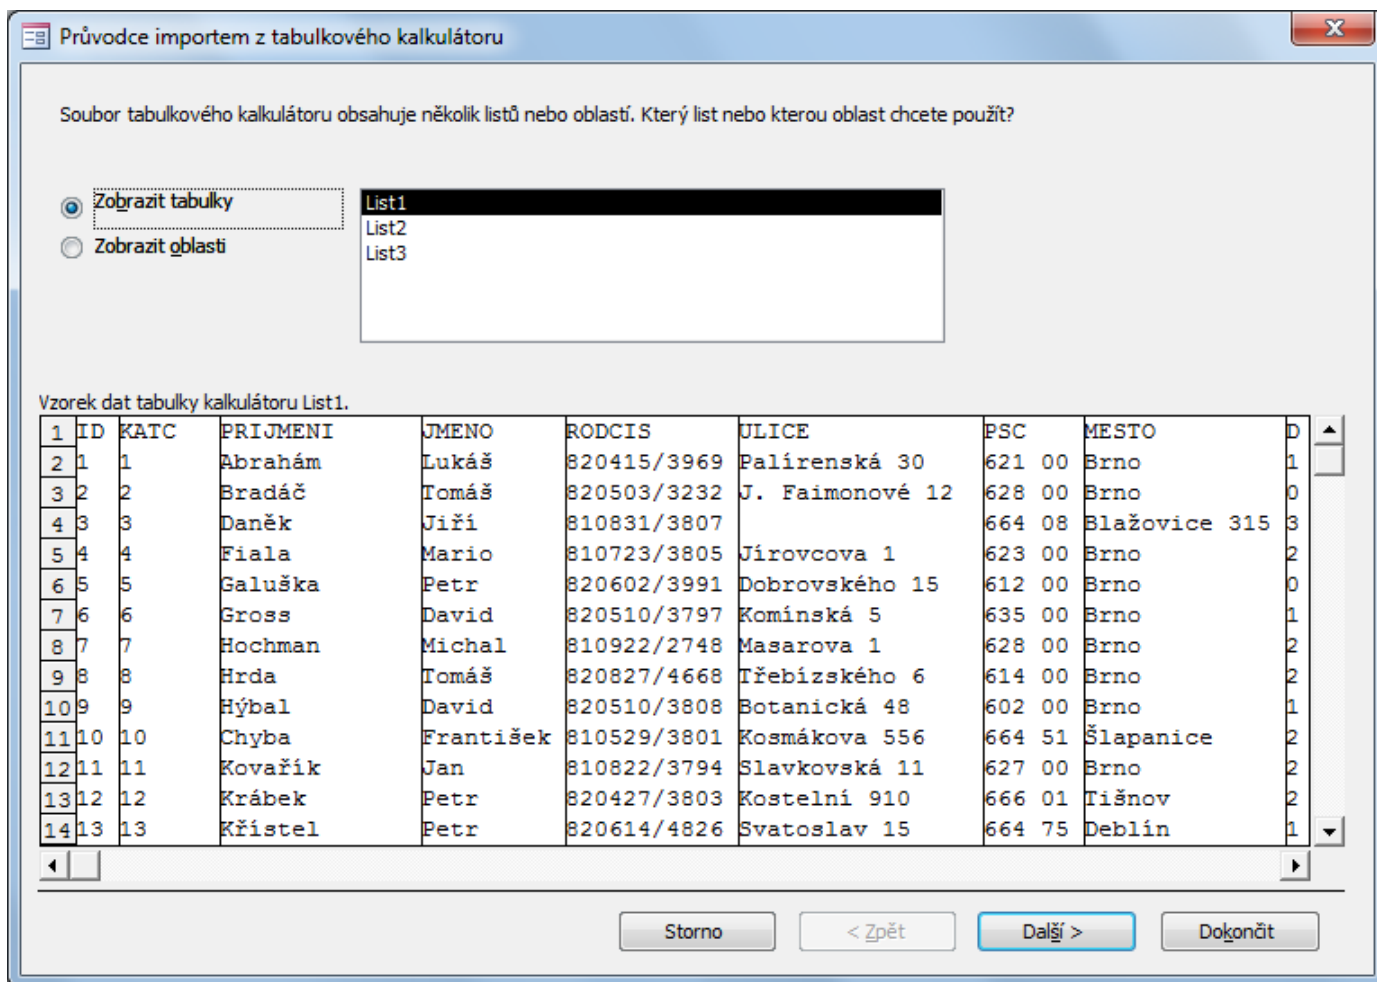 Průvodce importem z tabulkového kalkulátoru
Soubor tabulkového kalkulátoru obsahuje několik listů nebo oblastí. Který list nebo kterou oblast chcete použít?
Zobrazit tabulky
Zobrazit oblasti
List1
List2
List3
Vzorek dat tabulky kalkulátoru List1.
1 ID KATC PRIJMENI JMENO RODCIS ULICE PSC MESTO D
2 1 1 Abrahám Lukáš 820415/3969 Palírenská 30 621 00 Brno 1
3 2 2 Bradáč Tomáš 820503/3232 J. Faimonové 12 628 00 Brno 0
4 3 3 Daněk Jiří 810831/3807 664 08 Blažovice 315 3
5 4 4 Fiala Mario 810723/3805 Jírovcova 1 623 00 Brno 2
6 5 5 Galuška Petr 820602/3991 Dobrovského 15 612 00 Brno 0
7 6 6 Gross David 820510/3797 Komínská 5 635 00 Brno 1
8 7 7 Hochman Michal 810922/2748 Masarova 1 628 00 Brno 2
9 8 8 Hrda Tomáš 820827/4668 Třebízského 6 614 00 Brno 2
10 9 9 Hýbal David 820510/3808 Botanická 48 602 00 Brno 1
11 10 10 Chyba František 810529/3801 Kosmákova 556 664 51 Šlapanice 2
12 11 11 Kovařík Jan 810822/3794 Slavkovská 11 627 00 Brno 2
13 12 12 Krábek Petr 820427/3803 Kostelní 910 666 01 Tišnov 2
14 13 13 Křístel Petr 820614/4826 Svatoslav 15 664 75 Deblín 1
Storno
< Zpět
Další >
Dokončit